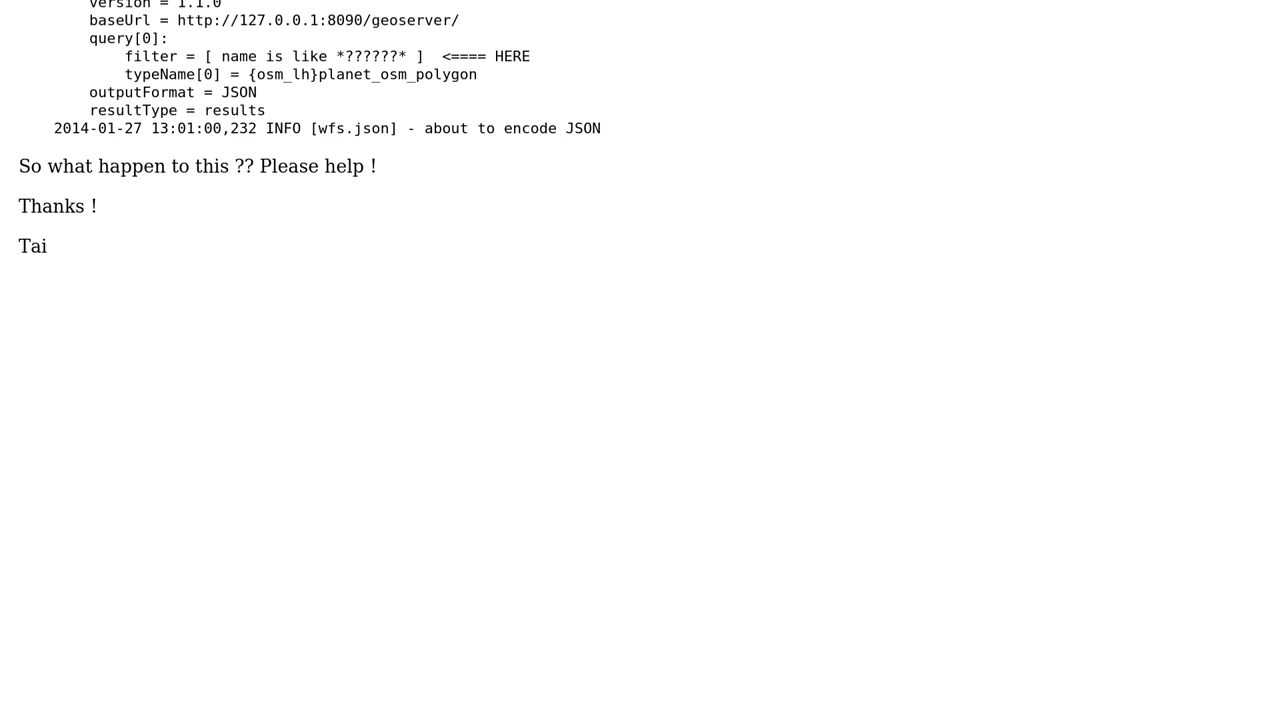 version = 1.1.0
baseUrl = http://127.0.0.1:8090/geoserver/
query[0]:
filter = [ name is like *??????* ]  <==== HERE
typeName[0] = {osm_lh}planet_osm_polygon
outputFormat = JSON
resultType = results
2014-01-27 13:01:00,232 INFO [wfs.json] - about to encode JSON
So what happen to this ?? Please help !
Thanks !
Tai